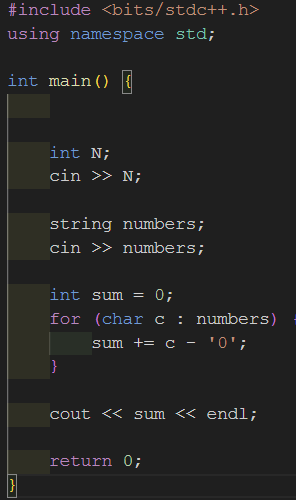 #include <bits/stdc++.h>
using namespace std;
int main() {
int N;
cin >> N;
string numbers;
cin >> numbers;
int sum = 0;
for (char c : numbers) {
sum += c - '0';
}
cout << sum << endl;
return 0;
}